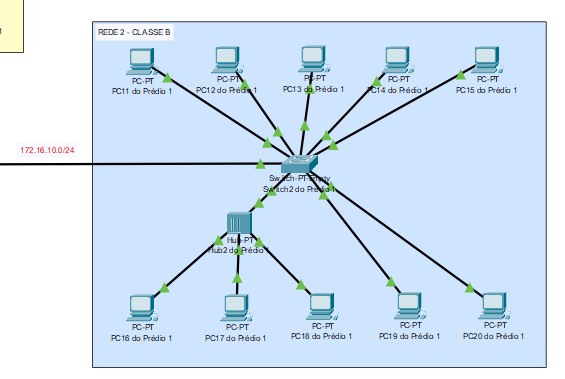 REDE 2 - CLASSE B
PC-PT
PC11 do Prédio 1
PC-PT
PC12 do Prédio 1
PC-PT
PC13 do Prédio 1
PC-PT
PC14 do Prédio 1
PC-PT
PC15 do Prédio 1
172.16.10.0/24
Switch-PT-Empty
Switch2 do Prédio 1
Hub-PT
Hub2 do Prédio 1
PC-PT
PC16 do Prédio 1
PC-PT
PC17 do Prédio 1
PC-PT
PC18 do Prédio 1
PC-PT
PC19 do Prédio 1
PC-PT
PC20 do Prédio 1